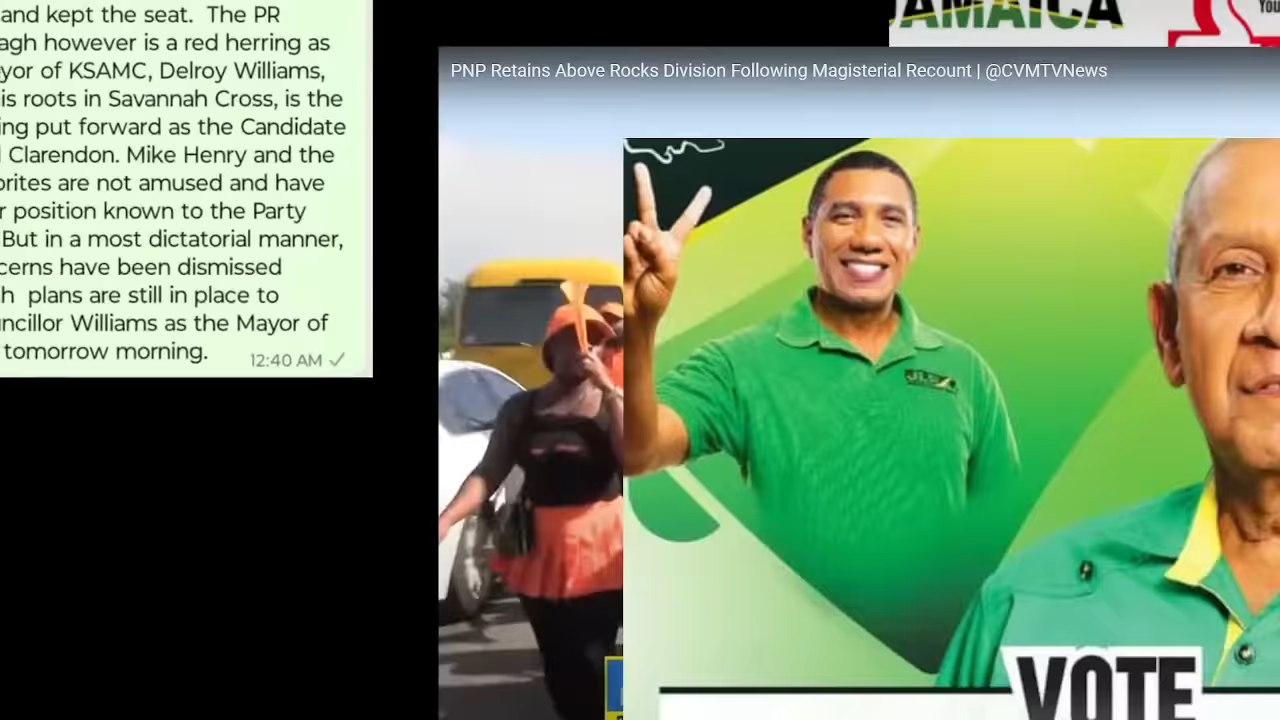 and kept the seat. The PR
agh however is a red herring as
yor of KSAMC, Delroy Williams,
is roots in Savannah Cross, is the
ing put forward as the Candidate
Clarendon. Mike Henry and the
orites are not amused and have
r position known to the Party
But in a most dictatorial manner,
cerns have been dismissed
h plans are still in place to
ncillor Williams as the Mayor of
tomorrow morning.
12:40 AM
JAMAICA
You
PNP Retains Above Rocks Division Following Magisterial Recount | @CVMTVNews
JLP
VOTE